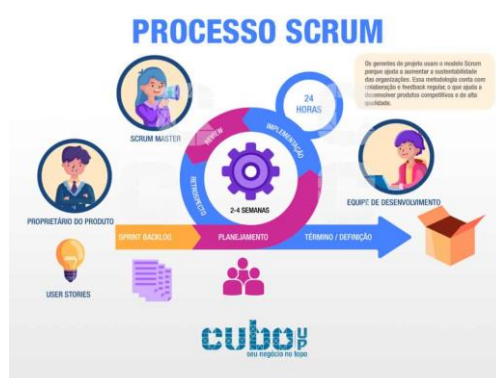 PROCESSO SCRUM
Os gerentes de projeto usam o modelo Scrum
porque ajuda a aumentar a sustentabilidade
das organizações. Essa metodologia conta com
colaboração e feedback regular, o que ajuda a
desenvolver produtos competitivos e de alta
qualidade.
24
HORAS
SCRUM MASTER
REVIEW
IMPLEMENTAÇÃO
RETROSPECTO
2-4 SEMANAS
PROPRIETÁRIO DO PRODUTO
EQUIPE DE DESENVOLVIMENTO
SPRINT BACKLOG
PLANEJAMENTO
TÉRMINO / DEFINIÇÃO
USER STORIES
cubo UP
seu negócio no topo